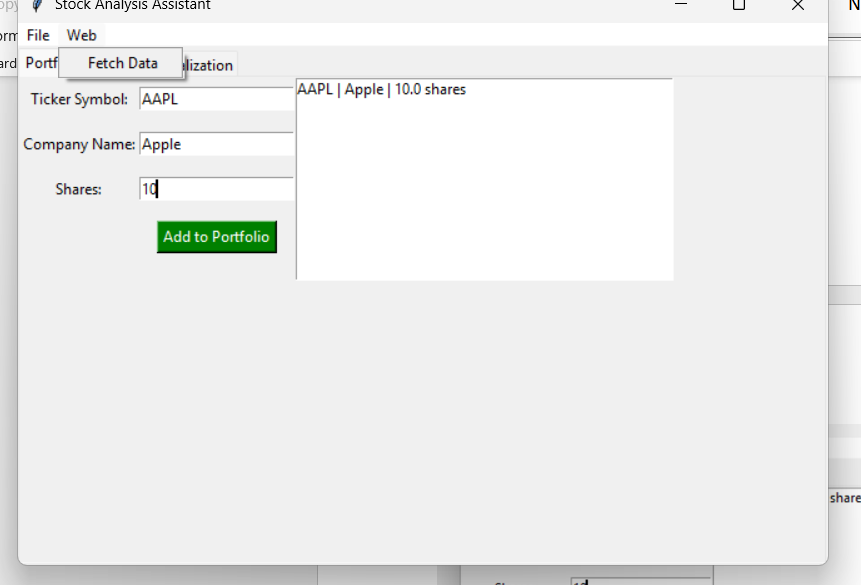 Stock Analysis Assistant
File Web
Fetch Data
Ticker Symbol: AAPL
AAPL | Apple | 10.0 shares
Company Name: Apple
Shares: 10
Add to Portfolio
share